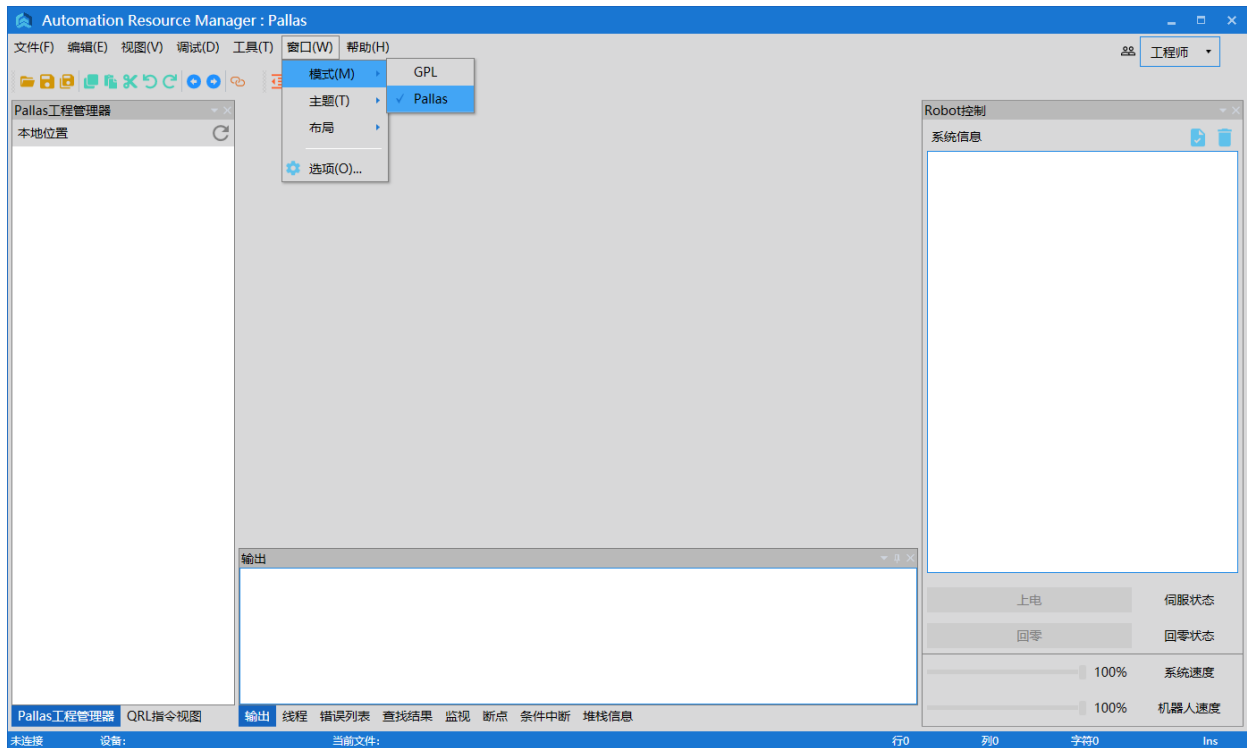 Automation Resource Manager : Pallas
文件(F) 编辑(E) 视图(V) 调试(D) 工具(T) 窗口(W) 帮助(H)
工程师
模式(M)
GPL
主题(T)
Pallas
布局
选项(O)...
Pallas工程管理器
本地位置
Robot控制
系统信息
输出
上电 伺服状态
回零 回零状态
100% 系统速度
100% 机器人速度
Pallas工程管理器 QRL指令视图
输出 线程 错误列表 查找结果 监视 断点 条件中断 堆栈信息
未连接 设备: 当前文件: 行0 列0 字符0 Ins